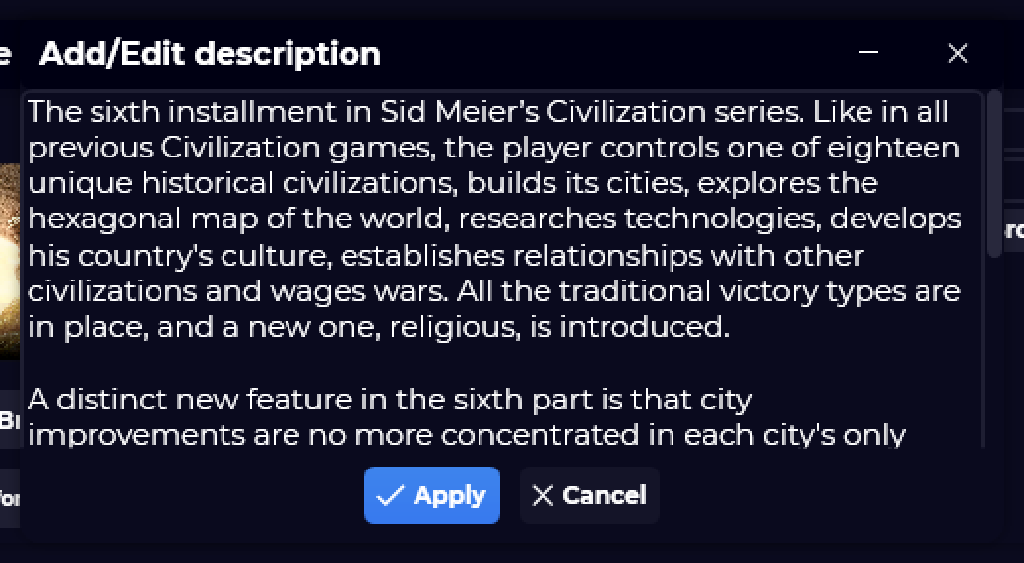 Add/Edit description
The sixth installment in Sid Meier's Civilization series. Like in all
previous Civilization games, the player controls one of eighteen
unique historical civilizations, builds its cities, explores the
hexagonal map of the world, researches technologies, develops
his country's culture, establishes relationships with other
civilizations and wages wars. All the traditional victory types are
in place, and a new one, religious, is introduced.
A distinct new feature in the sixth part is that city
improvements are no more concentrated in each city's only
Apply
Cancel